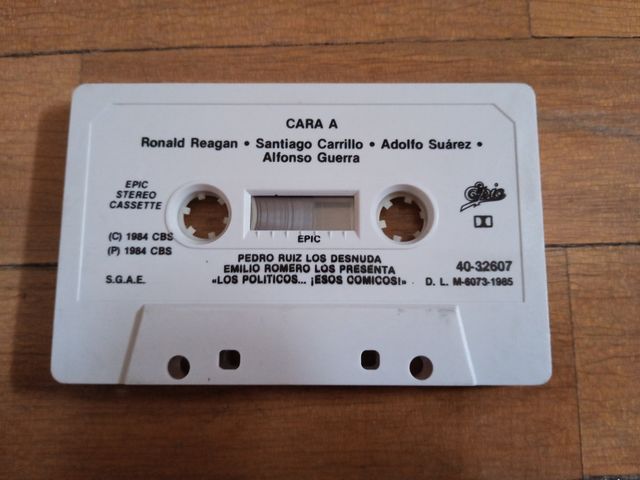 CARA A
Ronald Reagan • Santiago Carrillo • Adolfo Suárez •
Alfonso Guerra
EPIC
STEREO
CASSETTE
Epic
(C) 1984 CBS
(P) 1984 CBS
EPIC
S.G.A.E.
PEDRO RUIZ LOS DESNUDA
EMILIO ROMERO LOS PRESENTA
«LOS POLITICOS... ¡ESOS COMICOS!»
40-32607
D. L. M-6073-1985